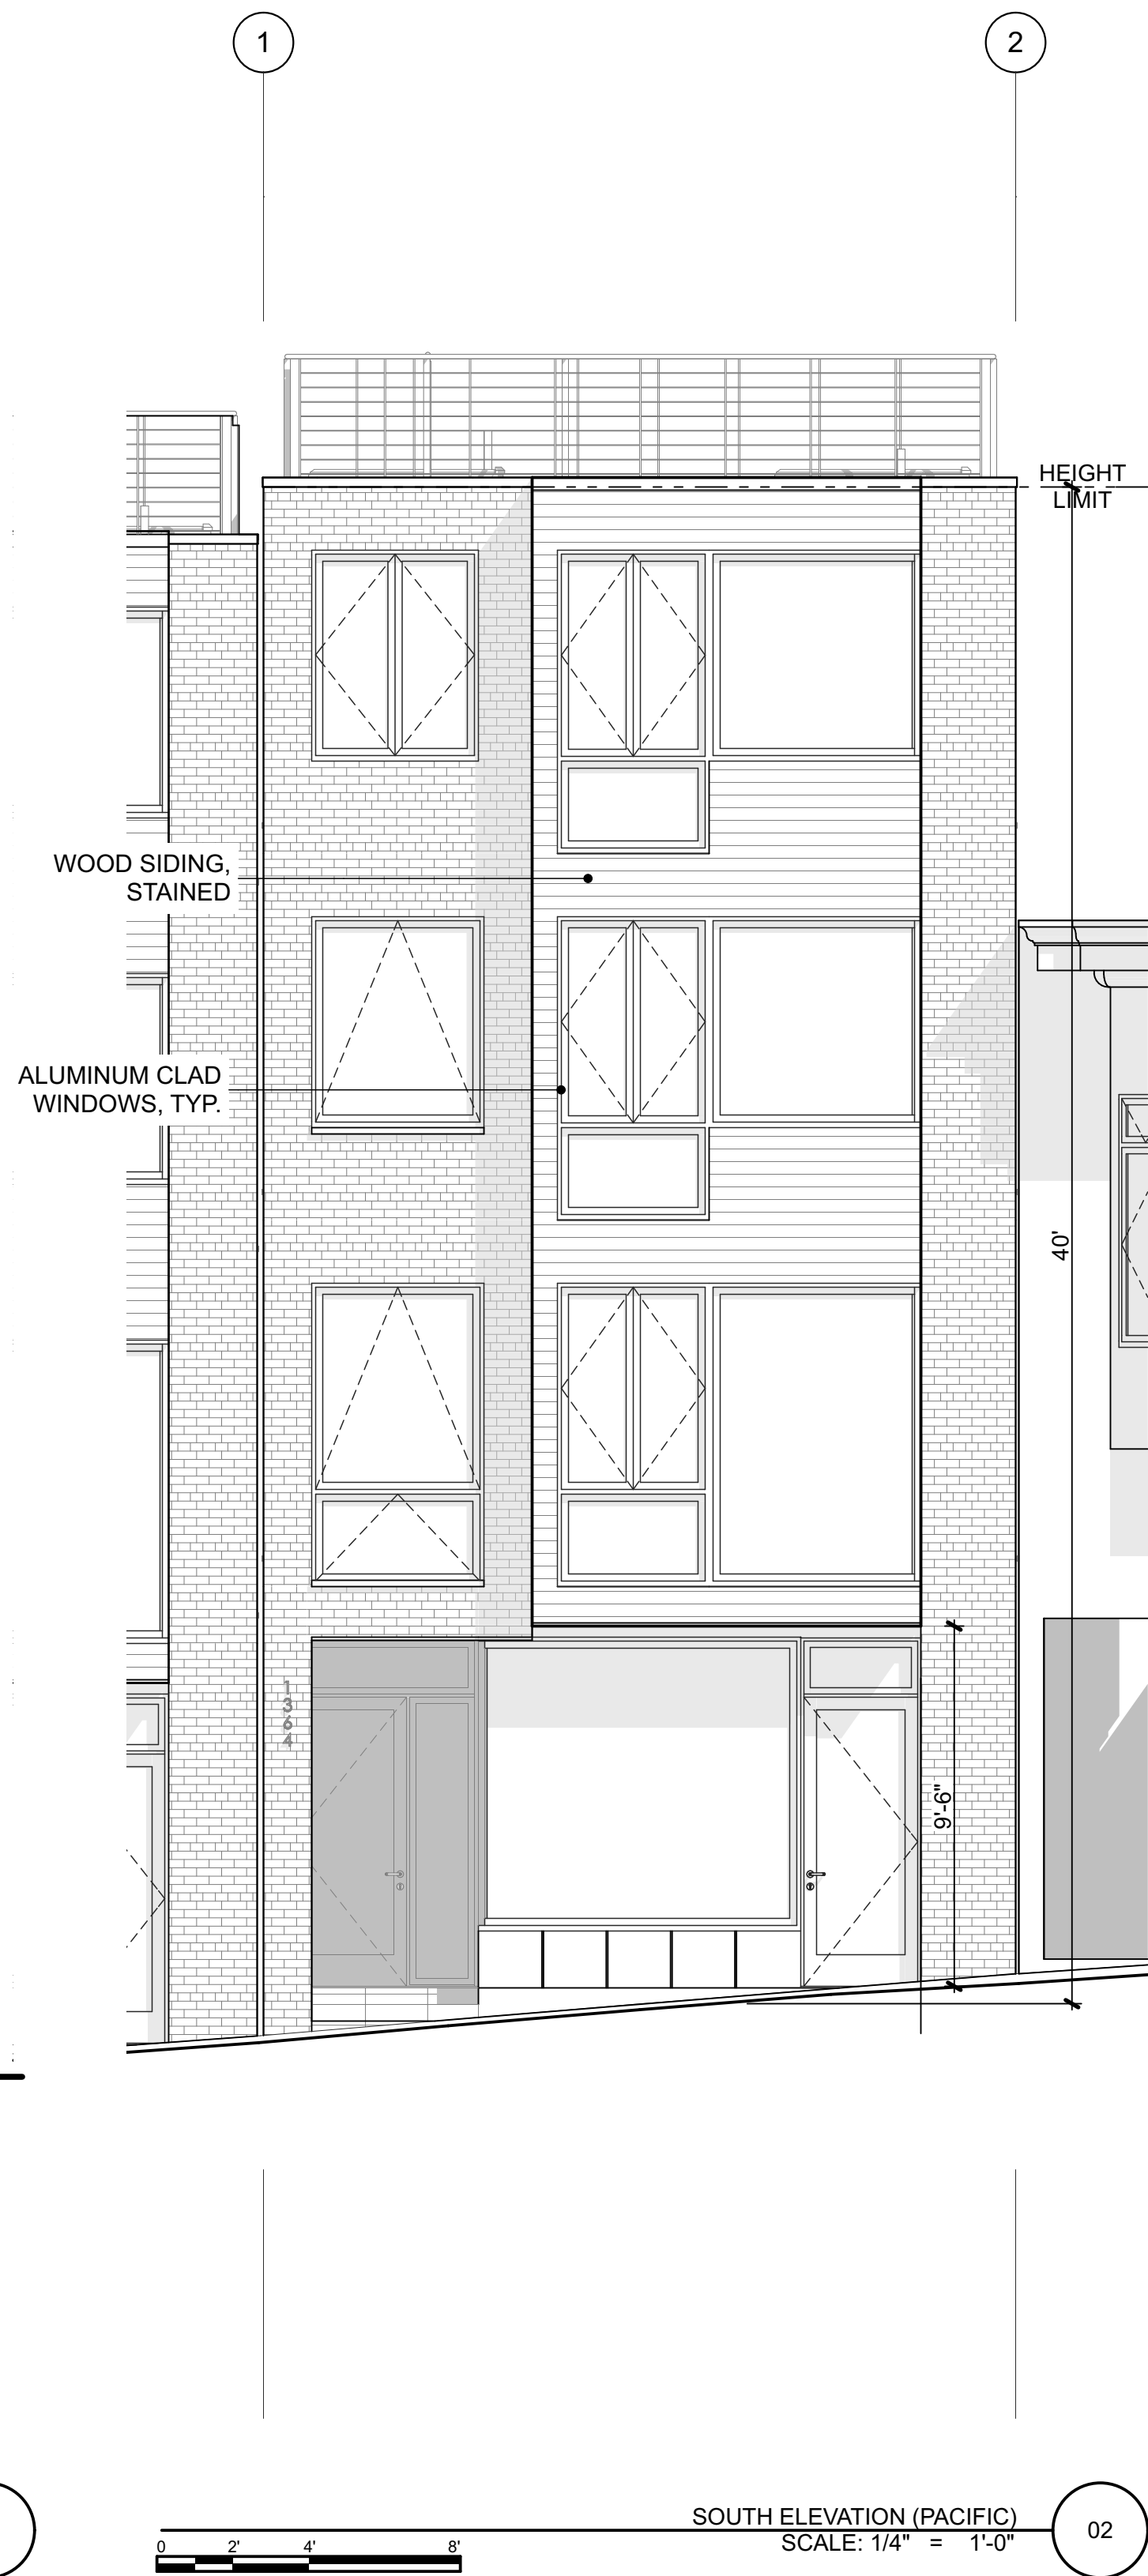 1
2
HEIGHT
LIMIT
WOOD SIDING,
STAINED
ALUMINUM CLAD
WINDOWS, TYP.
40'
1364
9'-6"
SOUTH ELEVATION (PACIFIC)
SCALE: 1/4" = 1'-0"
02
0 2' 4' 8'